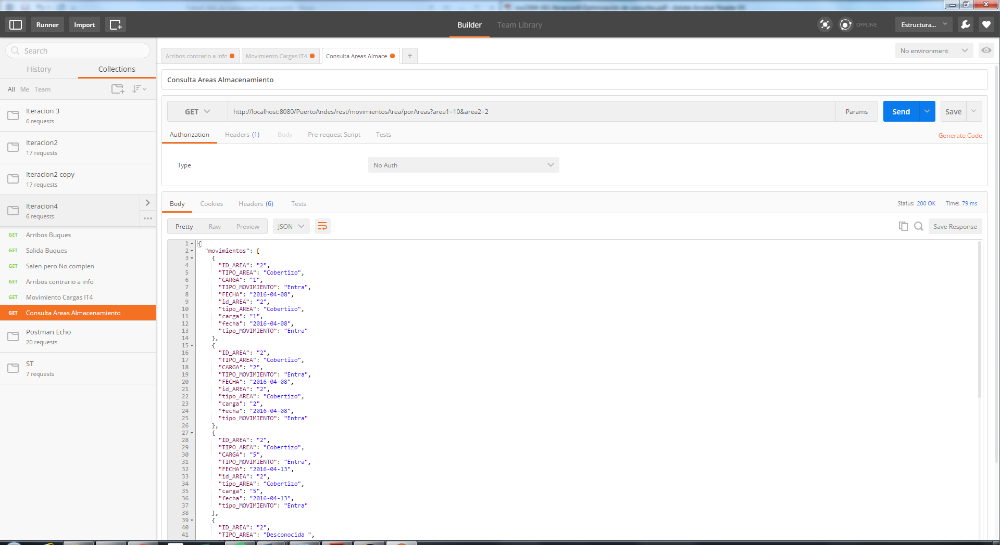 Runner
Import
Builder
Team Library
OFFLINE
Estructura...
Search
History
Collections
All
Me
Team
Iteracion 3
6 requests
Iteracion2
17 requests
Iteracion2 copy
17 requests
Iteracion4
6 requests
GET Arribos Buques
GET Salida Buques
GET Salen pero No complen
GET Arribos contrario a info
GET Movimiento Cargas IT4
GET Consulta Areas Almacenamiento
Postman Echo
20 requests
ST
7 requests
Arribos contrario a info
Movimiento Cargas IT4
Consulta Areas Almace
+
No environment
Consulta Areas Almacenamiento
GET
http://localhost:8080/PuertoAndes/rest/movimientosArea/porAreas?area1=10&area2=2
Params
Send
Save
Authorization
Headers (1)
Body
Pre-request Script
Tests
Generate Code
Type
No Auth
Body
Cookies
Headers (6)
Tests
Status: 200 OK
Time: 79 ms
Pretty
Raw
Preview
JSON
Save Response
1 {
2 "movimientos": [
3 {
4 "ID_AREA": "2",
5 "TIPO_AREA": "Cobertizo",
6 "CARGA": "1",
7 "TIPO_MOVIMIENTO": "Entra",
8 "FECHA": "2016-04-08",
9 "id_AREA": "2",
10 "tipo_AREA": "Cobertizo",
11 "carga": "1",
12 "fecha": "2016-04-08",
13 "tipo_MOVIMIENTO": "Entra"
14 },
15 {
16 "ID_AREA": "2",
17 "TIPO_AREA": "Cobertizo",
18 "CARGA": "2",
19 "TIPO_MOVIMIENTO": "Entra",
20 "FECHA": "2016-04-08",
21 "id_AREA": "2",
22 "tipo_AREA": "Cobertizo",
23 "carga": "2",
24 "fecha": "2016-04-08",
25 "tipo_MOVIMIENTO": "Entra"
26 },
27 {
28 "ID_AREA": "2",
29 "TIPO_AREA": "Cobertizo",
30 "CARGA": "5",
31 "TIPO_MOVIMIENTO": "Entra",
32 "FECHA": "2016-04-13",
33 "id_AREA": "2",
34 "tipo_AREA": "Cobertizo",
35 "carga": "5",
36 "fecha": "2016-04-13",
37 "tipo_MOVIMIENTO": "Entra"
38 },
39 {
40 "ID_AREA": "2",
41 "TIPO_AREA": "Desconocida ",